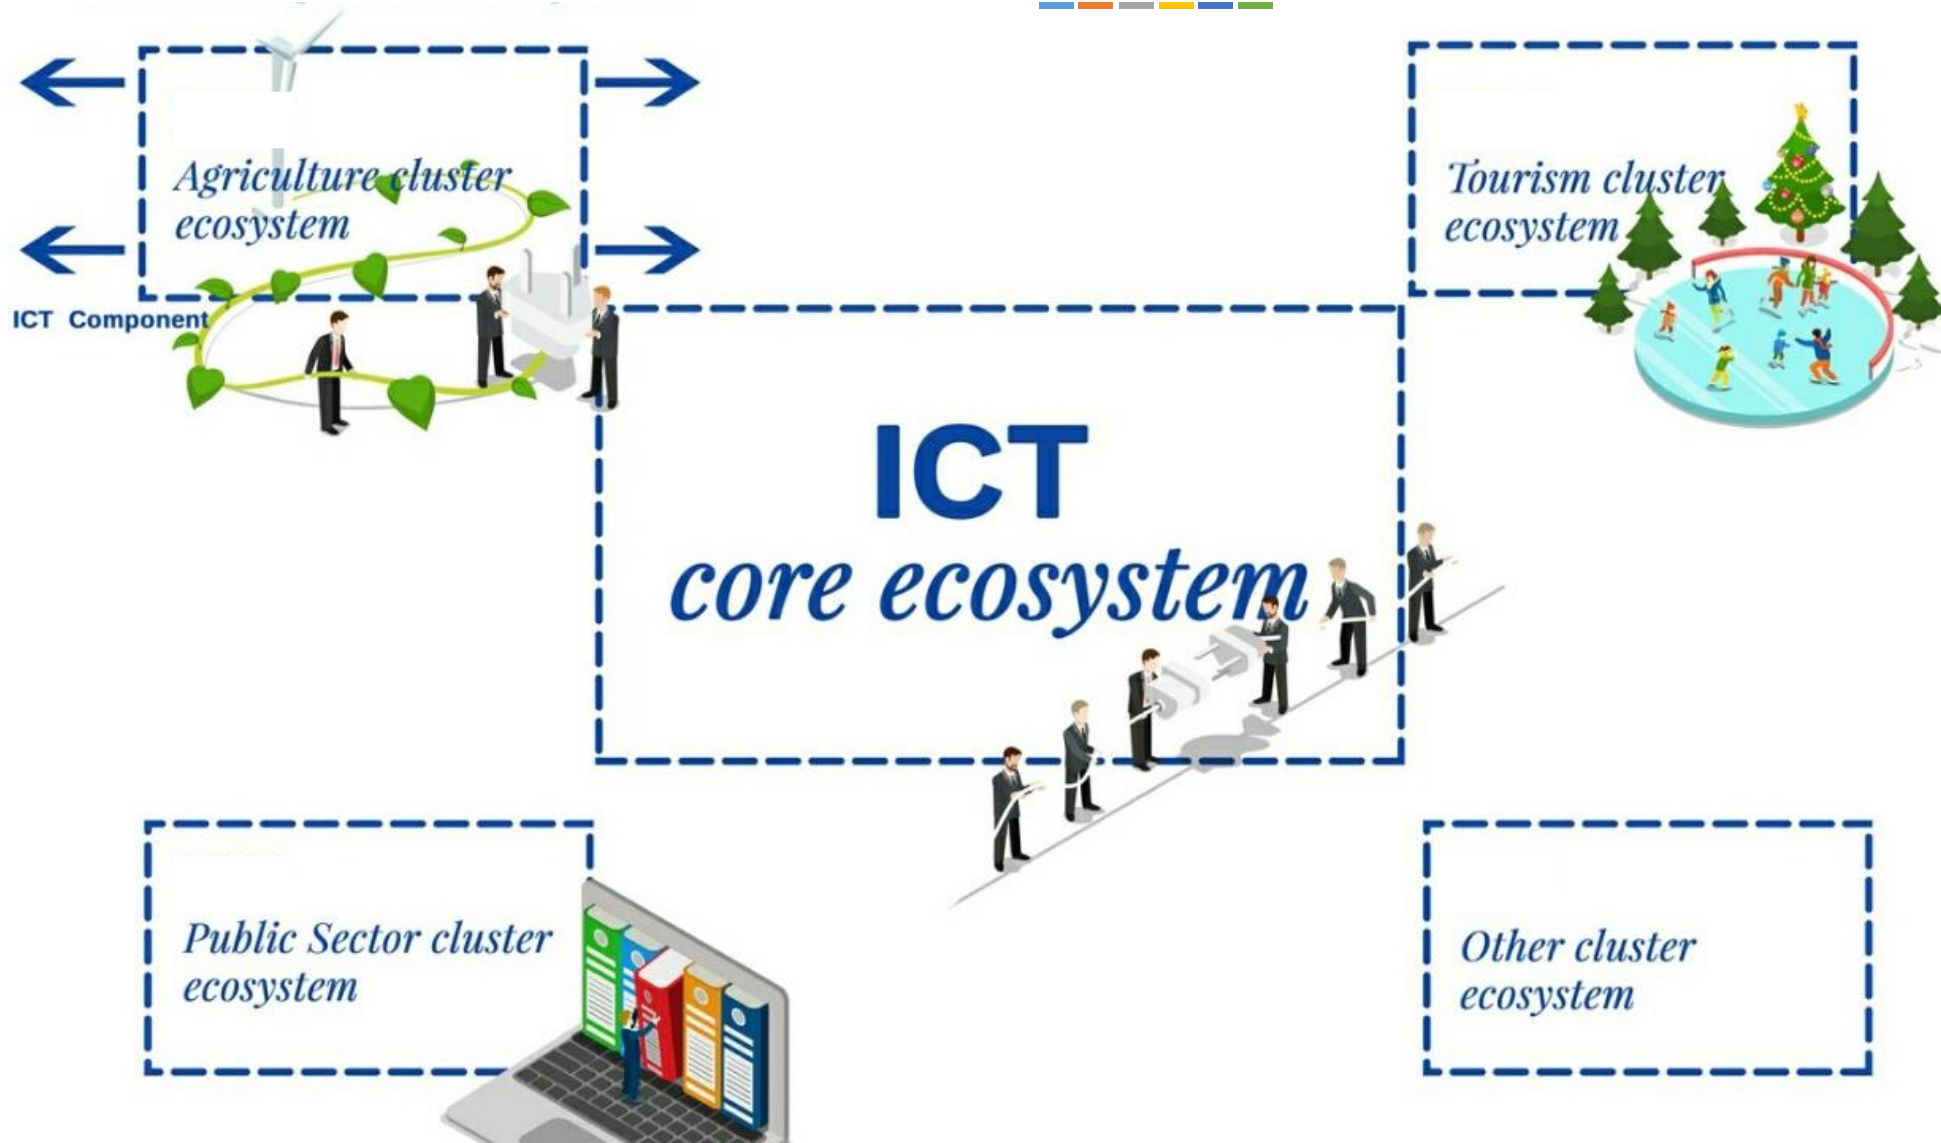 Agriculture cluster
ecosystem
ICT Component
Tourism cluster
ecosystem
ICT
core ecosystem
Public Sector cluster
ecosystem
Other cluster
ecosystem